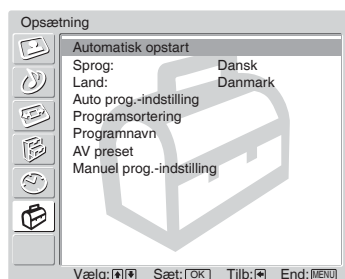 Opsætning
Automatisk opstart
Sprog: Dansk
Land: Danmark
Auto prog.-indstilling
Programsortering
Programnavn
AV preset
Manuel prog.-indstilling
Vælg: Sæt: OK Tilb: End: MENU